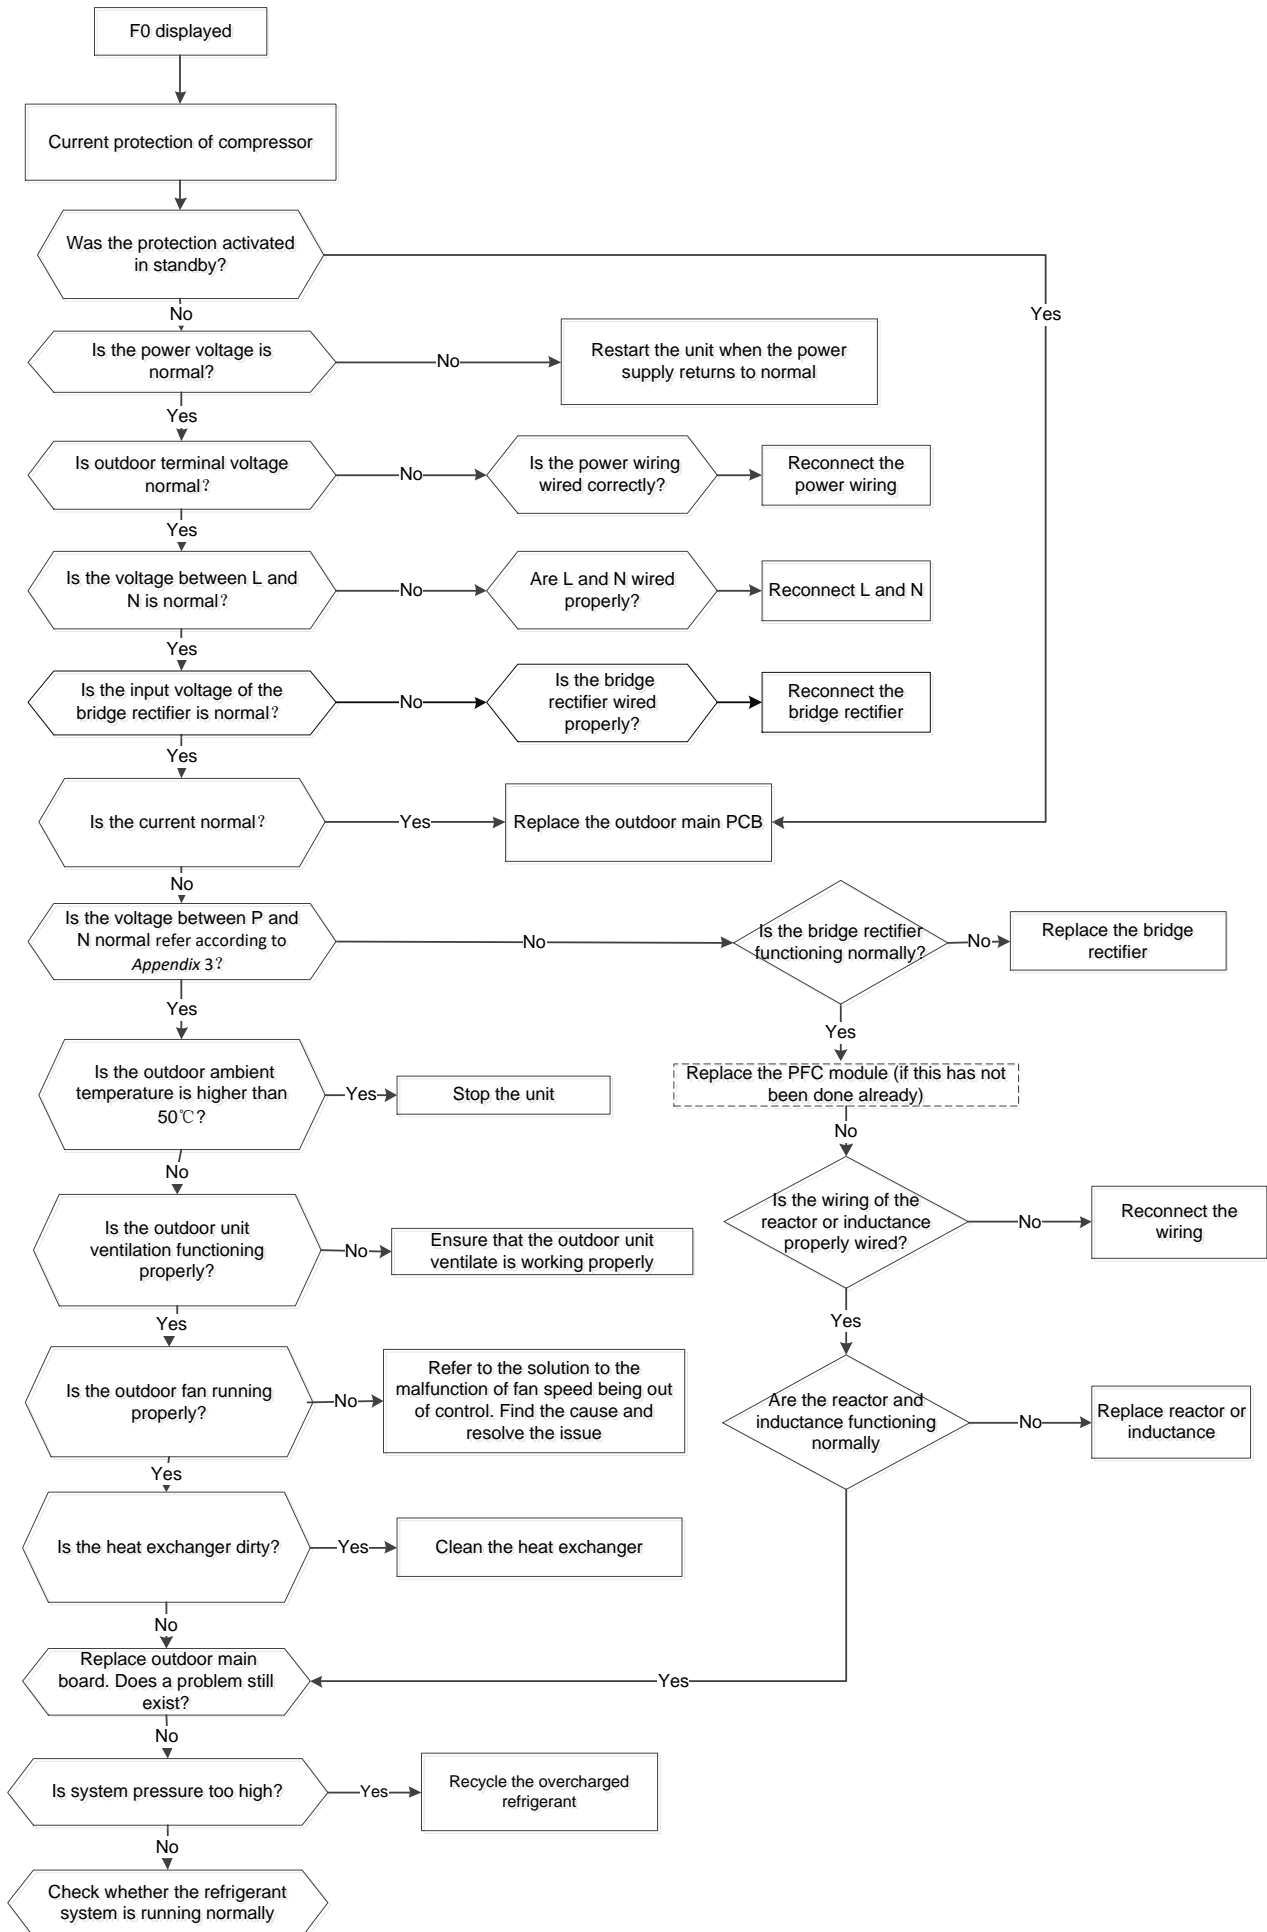 F0 displayed
Current protection of compressor
Was the protection activated
in standby?
Yes
No
Is the power voltage is
normal?
No
Restart the unit when the power
supply returns to normal
Yes
Is outdoor terminal voltage
normal?
No
Is the power wiring
wired correctly?
Reconnect the
power wiring
Yes
Is the voltage between L and
N is normal?
No
Are L and N wired
properly?
Reconnect L and N
Yes
Is the input voltage of the
bridge rectifier is normal?
No
Is the bridge
rectifier wired
properly?
Reconnect the
bridge rectifier
Yes
Is the current normal?
Yes
Replace the outdoor main PCB
No
Is the voltage between P and
N normal refer according to
Appendix 3?
No
Is the bridge rectifier
functioning normally?
No
Replace the bridge
rectifier
Yes
Yes
Is the outdoor ambient
temperature is higher than
50℃?
Yes
Stop the unit
Replace the PFC module (if this has not
been done already)
No
No
Is the outdoor unit
ventilation functioning
properly?
No
Ensure that the outdoor unit
ventilate is working properly
Is the wiring of the
reactor or inductance
properly wired?
No
Reconnect the
wiring
Yes
Yes
Is the outdoor fan running
properly?
No
Refer to the solution to the
malfunction of fan speed being out
of control. Find the cause and
resolve the issue
Are the reactor and
inductance functioning
normally
No
Replace reactor or
inductance
Yes
Is the heat exchanger dirty?
Yes
Clean the heat exchanger
No
Replace outdoor main
board. Does a problem still
exist?
Yes
No
Is system pressure too high?
Yes
Recycle the overcharged
refrigerant
No
Check whether the refrigerant
system is running normally